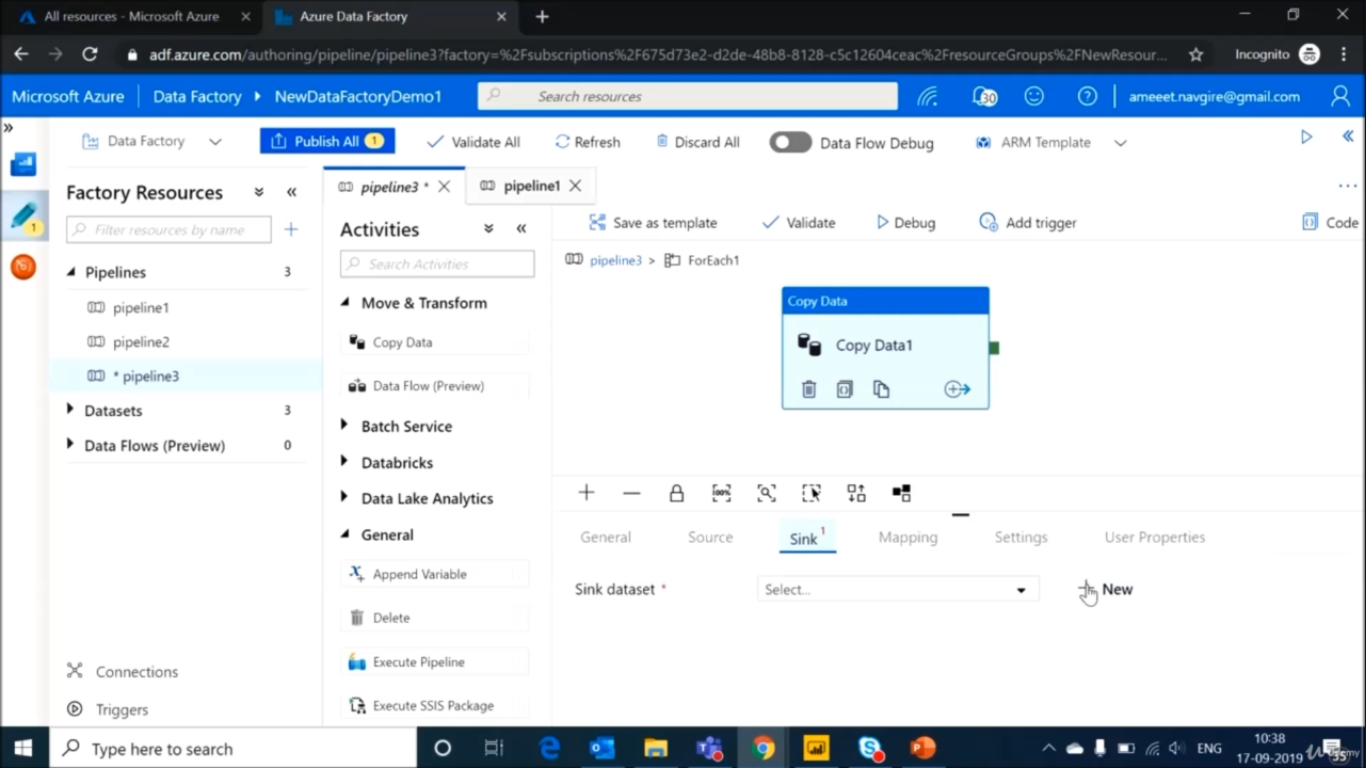 All resources - Microsoft Azure
Azure Data Factory
adf.azure.com/authoring/pipeline/pipeline3?factory=%2Fsubscriptions%2F675d73e2-d2de-48b8-8128-c5c12604ceac%2FresourceGroups%2FNewResour...
Incognito
Microsoft Azure
Data Factory
NewDataFactoryDemo1
Search resources
30
ameeet.navgire@gmail.com
Data Factory
Publish All 1
Validate All
Refresh
Discard All
Data Flow Debug
ARM Template
1
Factory Resources
Filter resources by name
Pipelines 3
pipeline1
pipeline2
* pipeline3
Datasets 3
Data Flows (Preview) 0
Connections
Triggers
pipeline3 *
pipeline1
Activities
Search Activities
Move & Transform
Copy Data
Data Flow (Preview)
Batch Service
Databricks
Data Lake Analytics
General
Append Variable
Delete
Execute Pipeline
Execute SSIS Package
Save as template
Validate
Debug
Add trigger
Code
pipeline3 > ForEach1
Copy Data
Copy Data1
100%
General
Source
Sink 1
Mapping
Settings
User Properties
Sink dataset *
Select...
New
Type here to search
ENG
10:38
17-09-2019
35